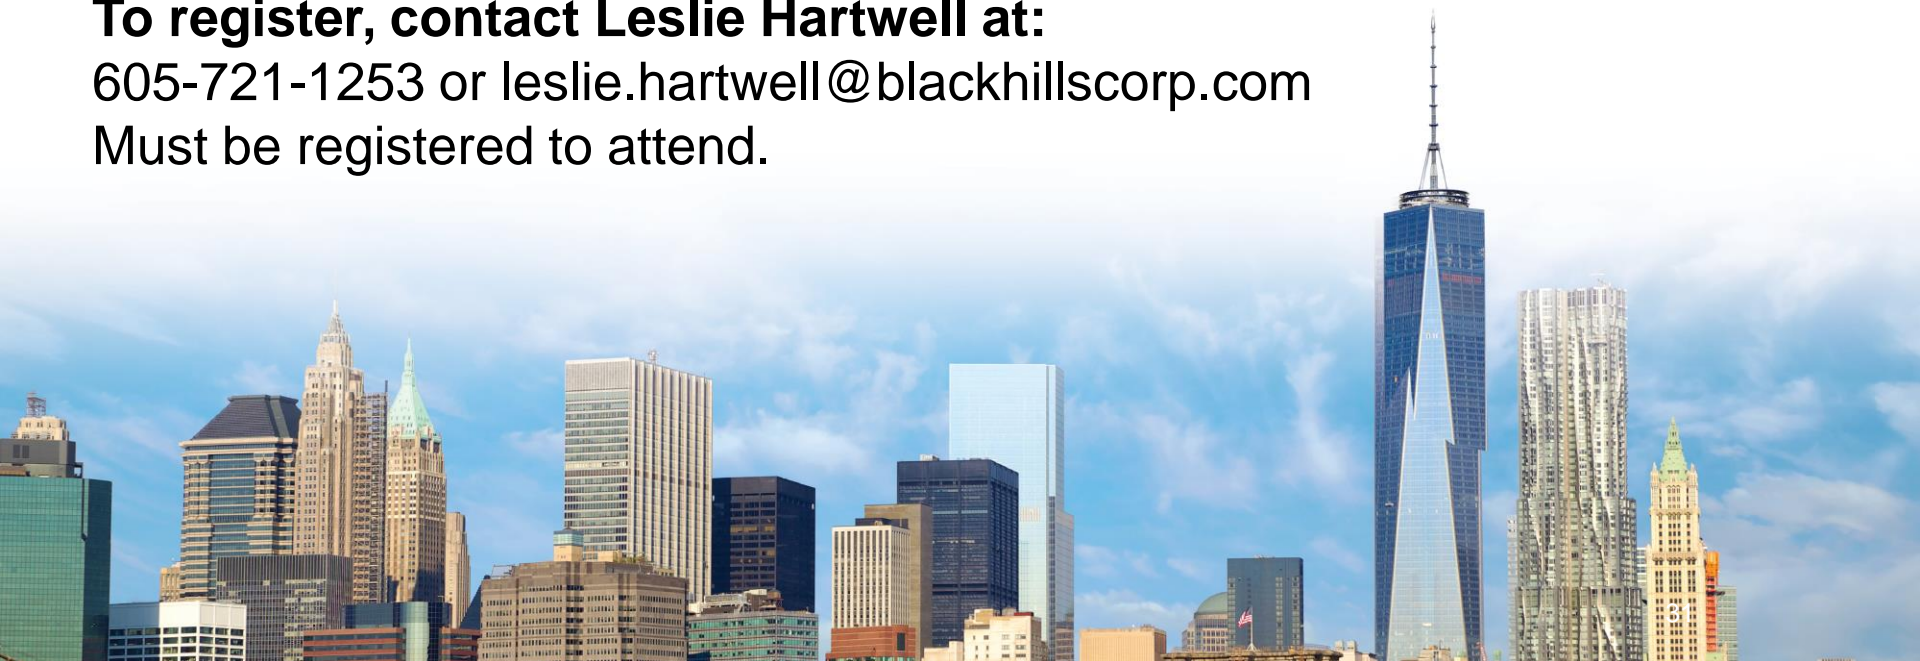 To register, contact Leslie Hartwell at:
605-721-1253 or leslie.hartwell@blackhillscorp.com
Must be registered to attend.
31